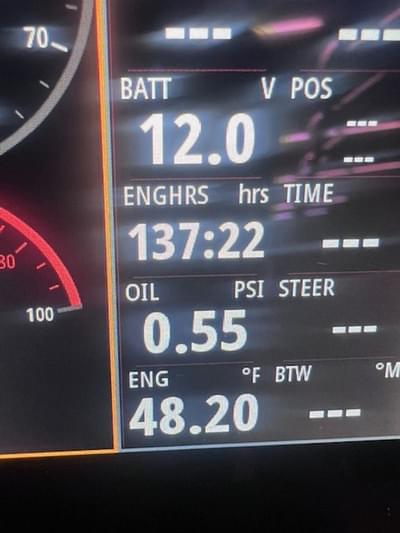 70
--- ---
BATT V POS
12.0 ---
---
ENGHRS hrs TIME
137:22 ---
80
OIL PSI STEER
100
0.55 ---
ENG °F BTW °M
48.20 ---